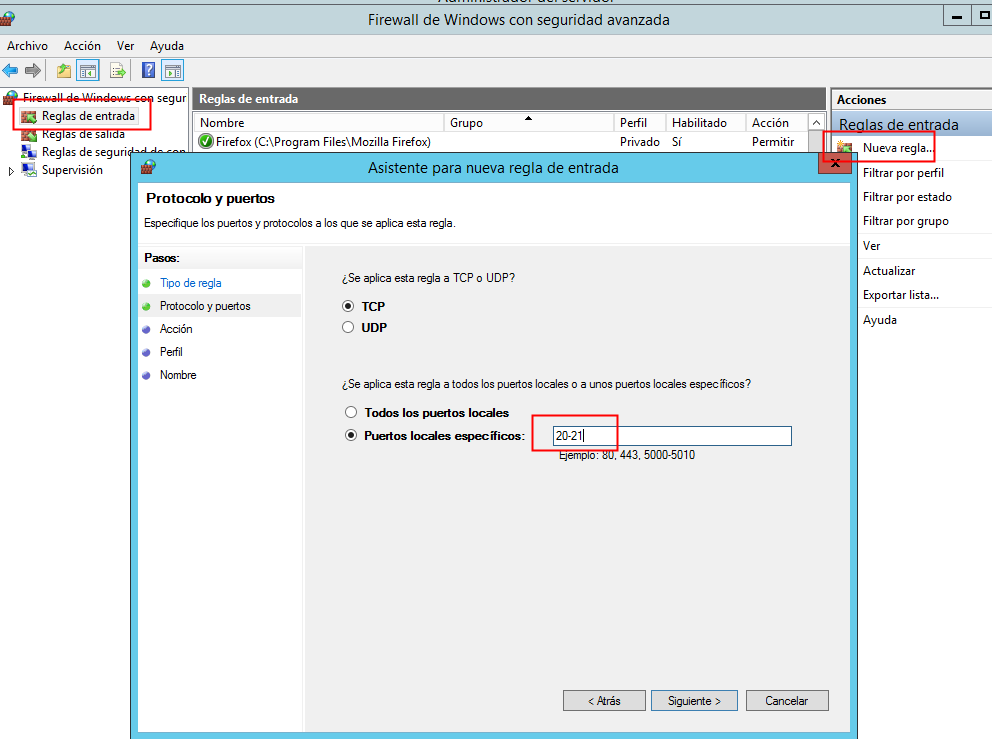 Administrador del servidor
Firewall de Windows con seguridad avanzada
Archivo Acción Ver Ayuda
Firewall de Windows con segur
Reglas de entrada
Reglas de salida
Reglas de seguridad de con
Supervisión
Reglas de entrada
Nombre Grupo Perfil Habilitado Acción
Firefox (C:\Program Files\Mozilla Firefox) Privado Sí Permitir
Acciones
Reglas de entrada
Nueva regla...
Filtrar por perfil
Filtrar por estado
Filtrar por grupo
Ver
Actualizar
Exportar lista...
Ayuda
Asistente para nueva regla de entrada
Protocolo y puertos
Especifique los puertos y protocolos a los que se aplica esta regla.
Pasos:
Tipo de regla
Protocolo y puertos
Acción
Perfil
Nombre
¿Se aplica esta regla a TCP o UDP?
TCP
UDP
¿Se aplica esta regla a todos los puertos locales o a unos puertos locales específicos?
Todos los puertos locales
Puertos locales específicos: 20-21
Ejemplo: 80, 443, 5000-5010
< Atrás Siguiente > Cancelar